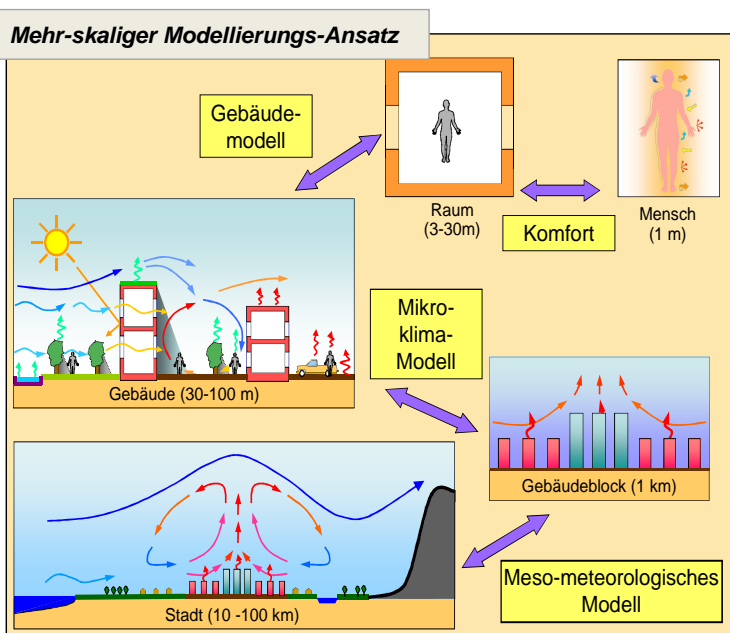 Mehr-skaliger Modellierungs-Ansatz
Gebäude-
modell
Raum
(3-30m)
Komfort
Mensch
(1 m)
Gebäude (30-100 m)
Mikro-
klima-
Modell
Gebäudeblock (1 km)
Stadt (10 -100 km)
Meso-meteorologisches
Modell